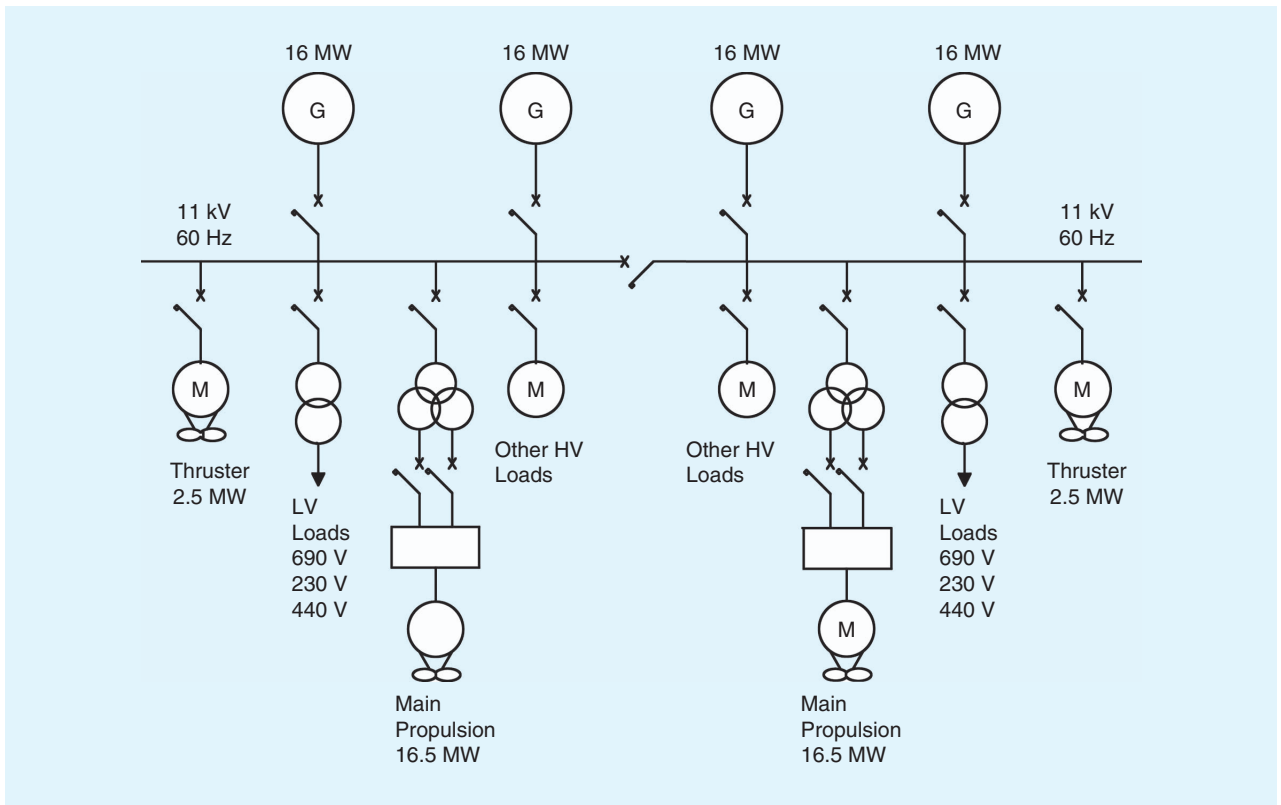 16 MW
16 MW
16 MW
16 MW
G
G
G
G
11 kV
60 Hz
11 kV
60 Hz
M
M
M
M
Thruster
2.5 MW
LV
Loads
690 V
230 V
440 V
Other HV
Loads
Other HV
Loads
LV
Loads
690 V
230 V
440 V
Thruster
2.5 MW
M
Main
Propulsion
16.5 MW
Main
Propulsion
16.5 MW